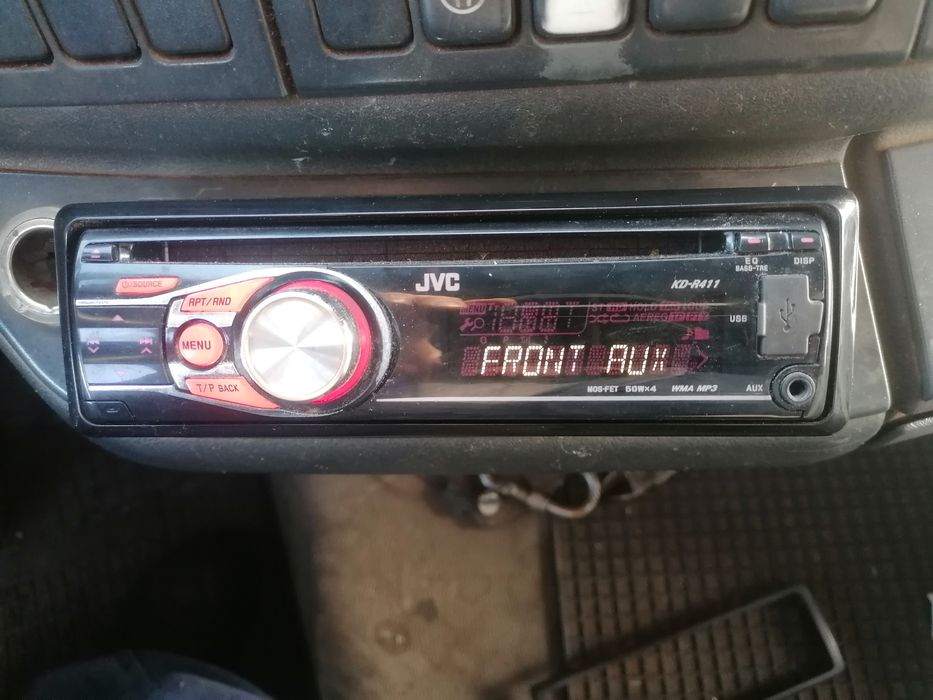 EQ
BASS-TRE
DISP
⏻/SOURCE
JVC
KD-R411
RPT/RND
MENU
USB
MENU
FRONT AUX
T/P BACK
MOS-FET 50W×4
WMA MP3
AUX